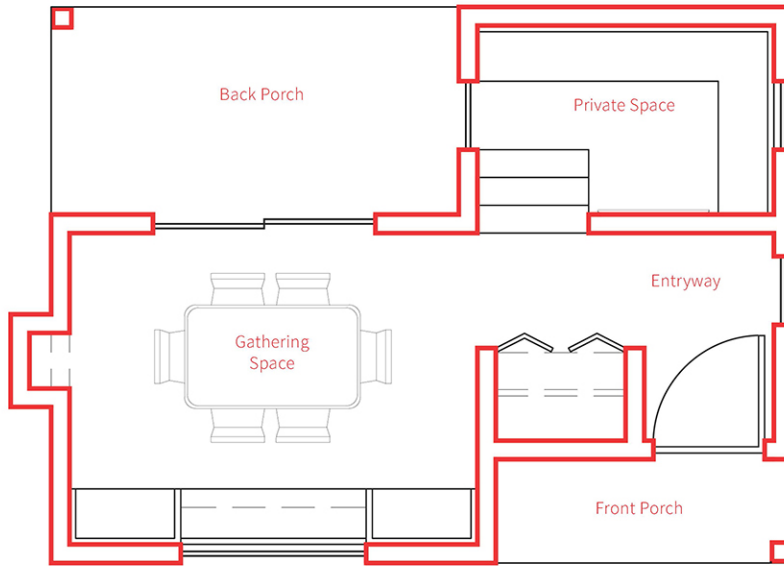 Back Porch
Private Space
Entryway
Gathering
Space
Front Porch